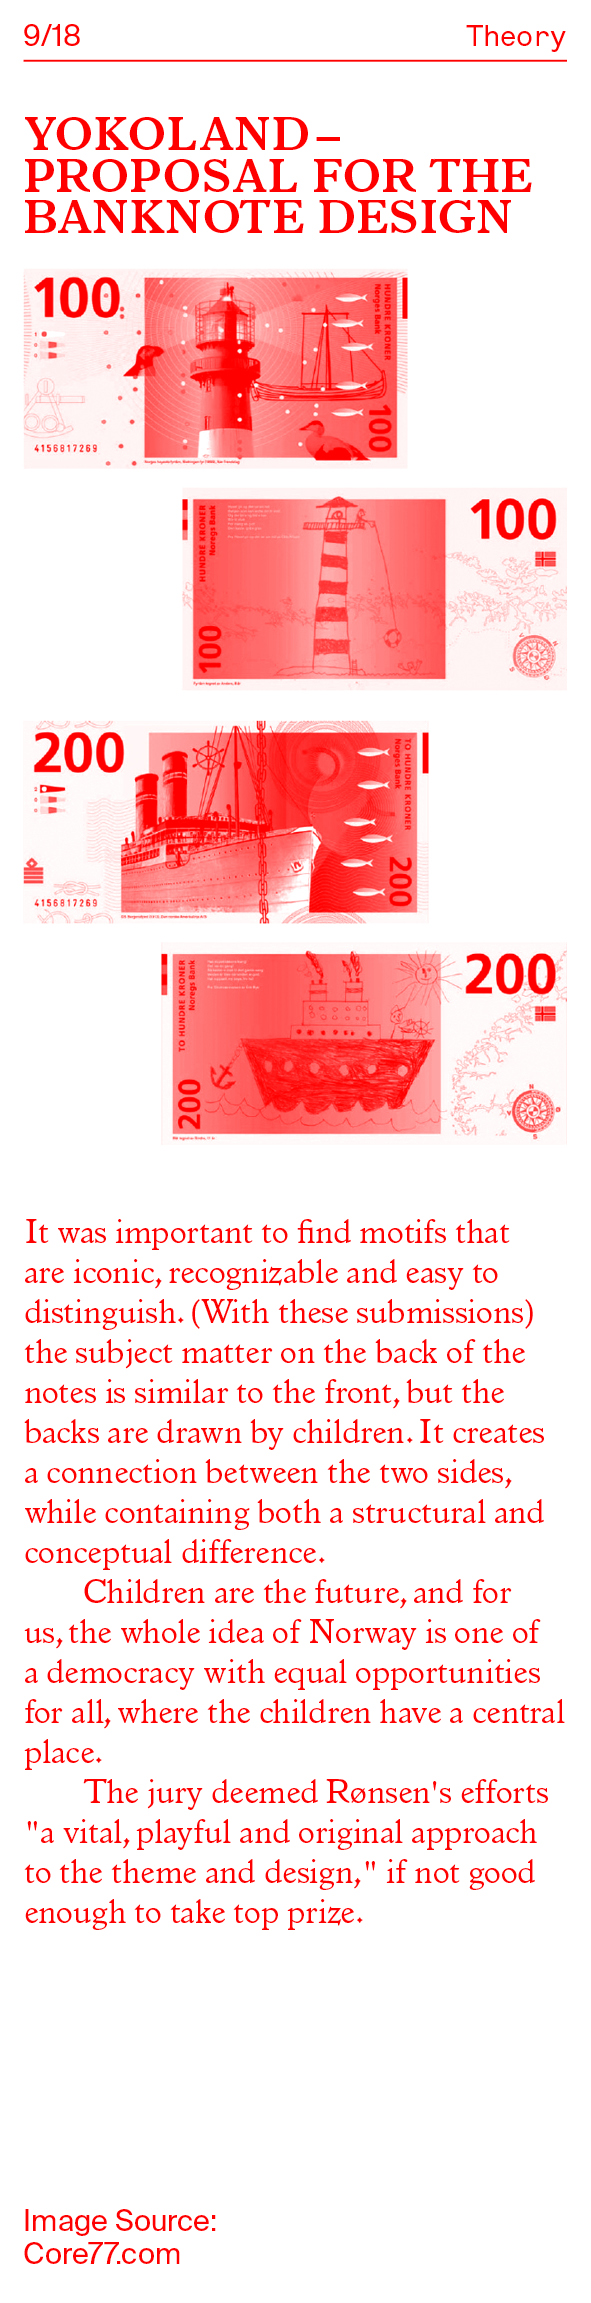 9/18
Theory
YOKOLAND –
PROPOSAL FOR THE
BANKNOTE DESIGN
100
HUNDRE KRONER
Norges Bank
100
4156817269
HUNDRE KRONER
Noregs Bank
100
100
200
TO HUNDRE KRONER
Norges Bank
200
4156817269
TO HUNDRE KRONER
Noregs Bank
200
200
N
S
It was important to find motifs that
are iconic, recognizable and easy to
distinguish. (With these submissions)
the subject matter on the back of the
notes is similar to the front, but the
backs are drawn by children. It creates
a connection between the two sides,
while containing both a structural and
conceptual difference.
Children are the future, and for
us, the whole idea of Norway is one of
a democracy with equal opportunities
for all, where the children have a central
place.
The jury deemed Rønsen's efforts
"a vital, playful and original approach
to the theme and design," if not good
enough to take top prize.
Image Source:
Core77.com